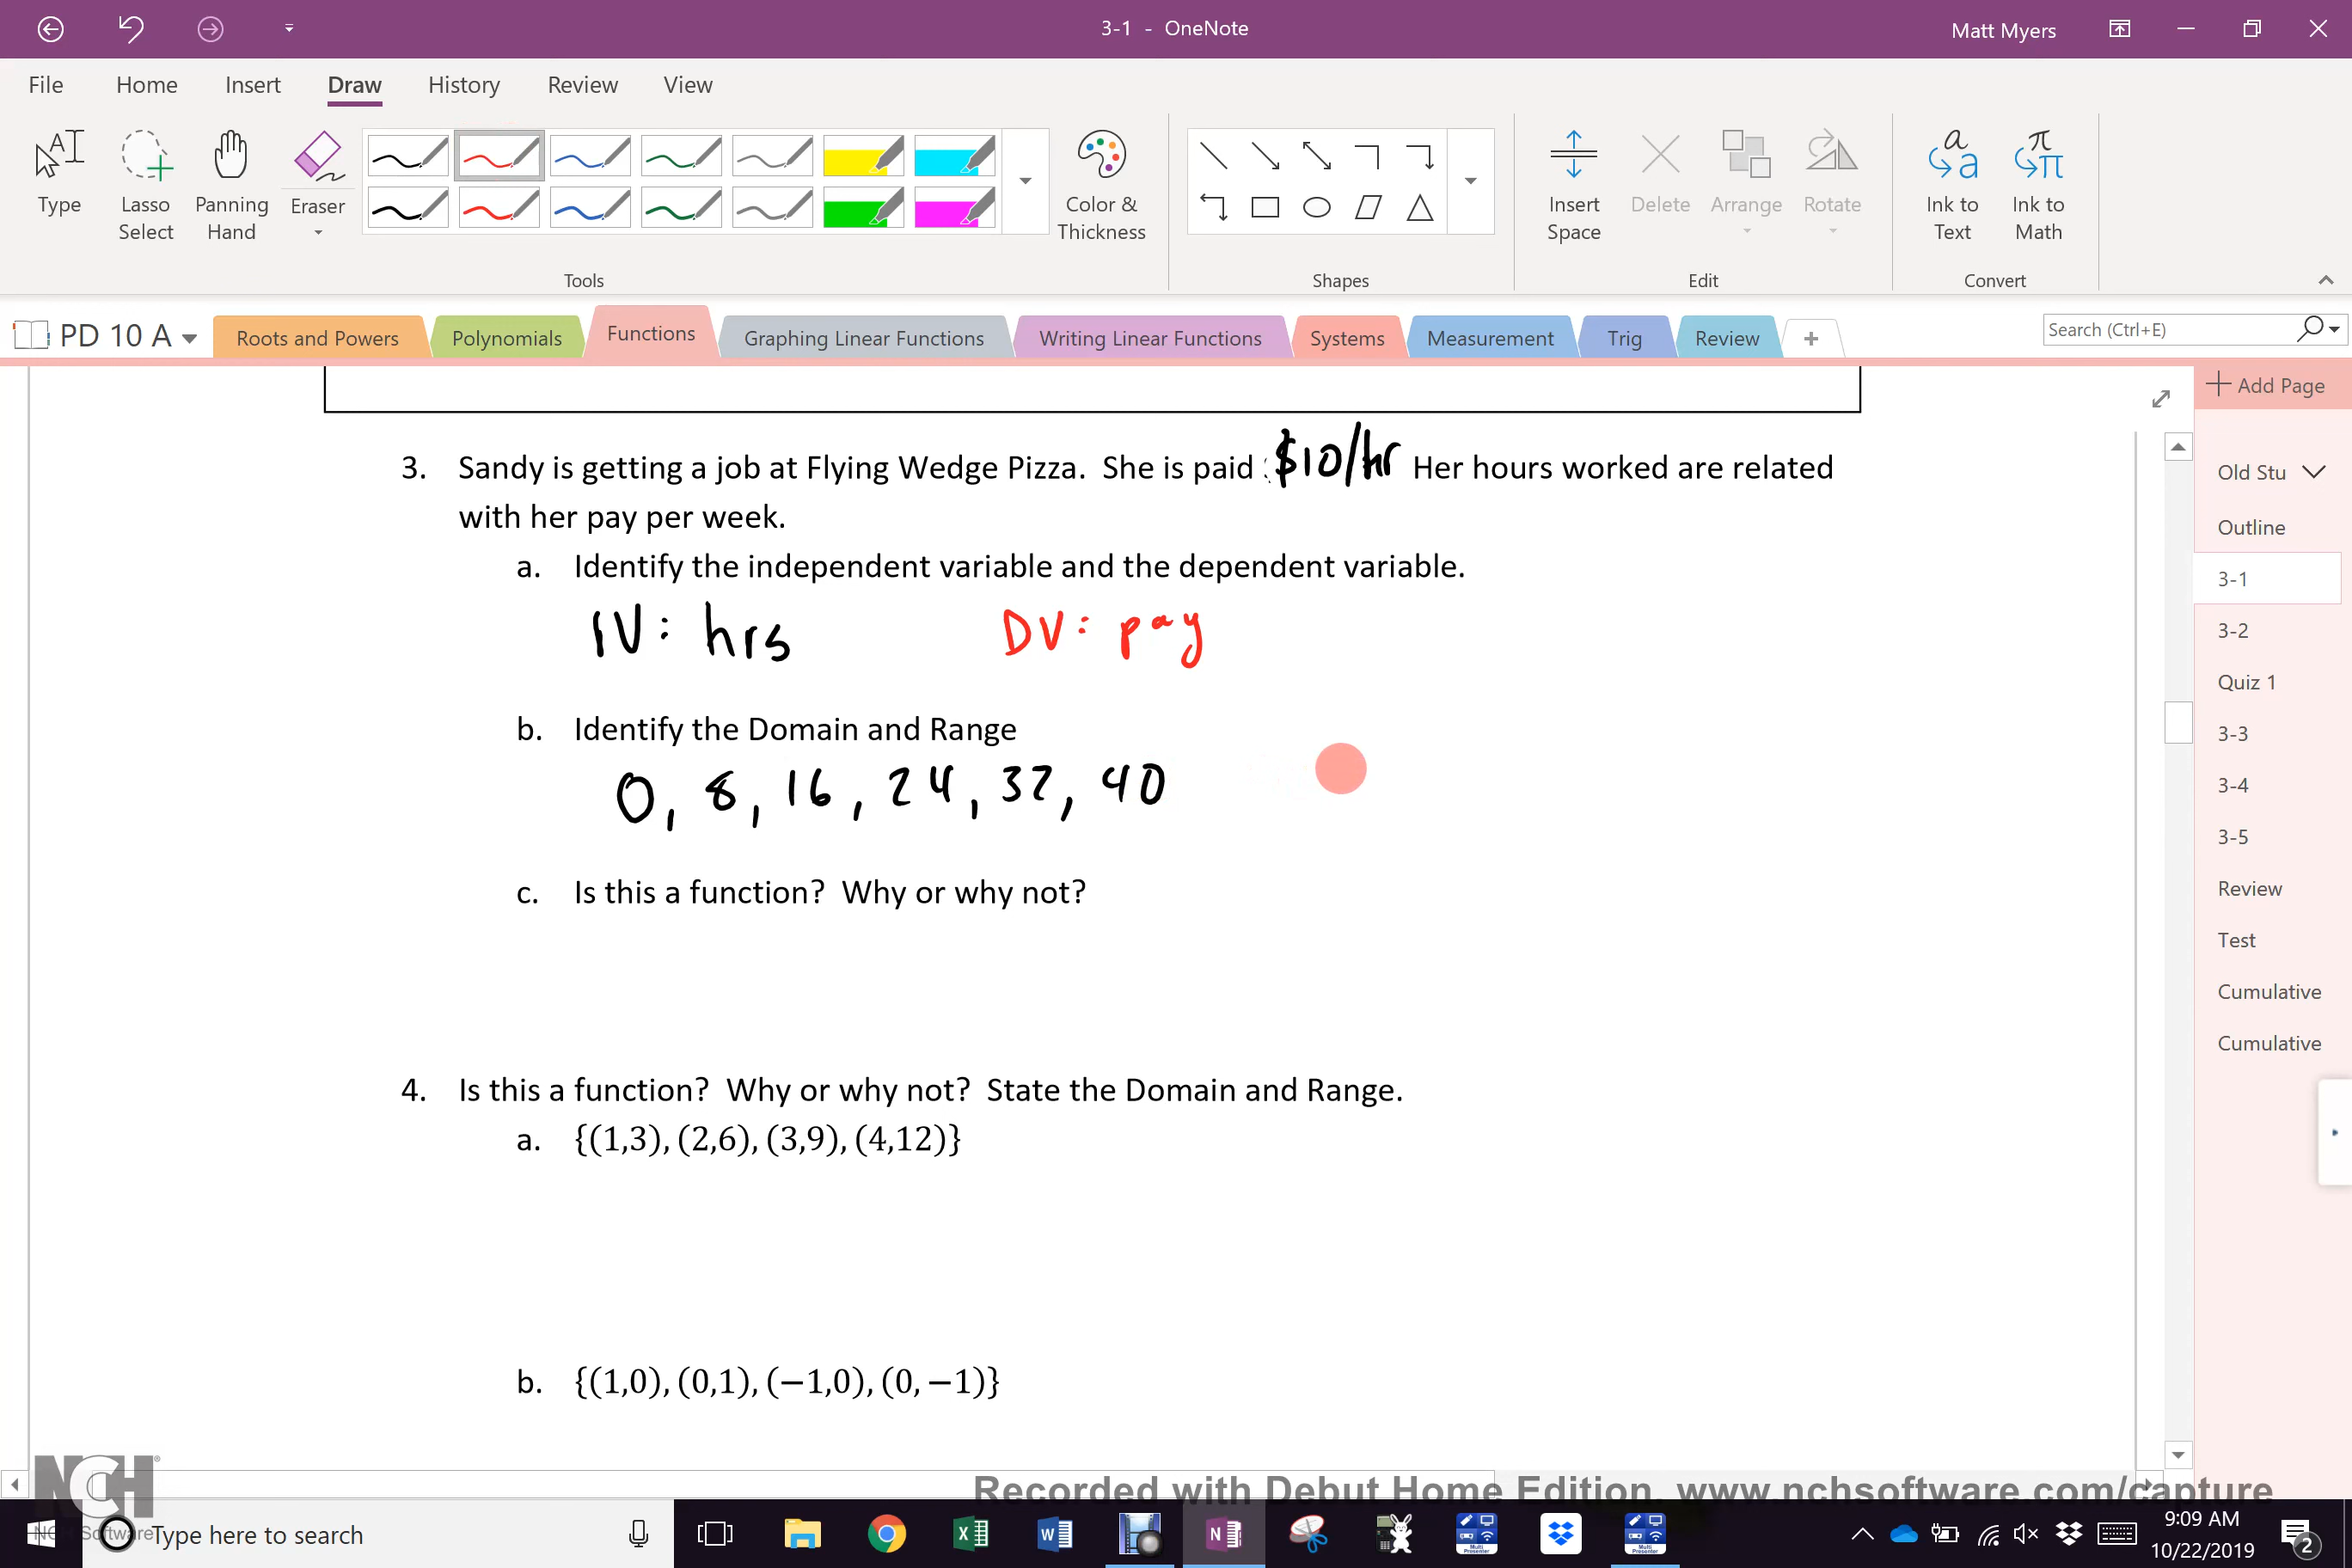 3-1 - OneNote
Matt Myers
File Home Insert Draw History Review View
Type
Lasso Select
Panning Hand
Eraser
Color & Thickness
Insert Space
Delete
Arrange
Rotate
Ink to Text
Ink to Math
Tools Shapes Edit Convert
PD 10 A Roots and Powers Polynomials Functions Graphing Linear Functions Writing Linear Functions Systems Measurement Trig Review
Search (Ctrl+E)
Add Page
Old Stu
Outline
3-1
3-2
Quiz 1
3-3
3-4
3-5
Review
Test
Cumulative
Cumulative
3. Sandy is getting a job at Flying Wedge Pizza. She is paid $10/hr Her hours worked are related
with her pay per week.
a. Identify the independent variable and the dependent variable.
IV: hrs DV: pay
b. Identify the Domain and Range
0, 8, 16, 24, 32, 40
c. Is this a function? Why or why not?
4. Is this a function? Why or why not? State the Domain and Range.
a. {(1,3), (2,6), (3,9), (4,12)}
b. {(1,0), (0,1), (−1,0), (0, −1)}
NCH®
NCH Software
Recorded with Debut Home Edition. www.nchsoftware.com/capture
Type here to search
9:09 AM
10/22/2019
2